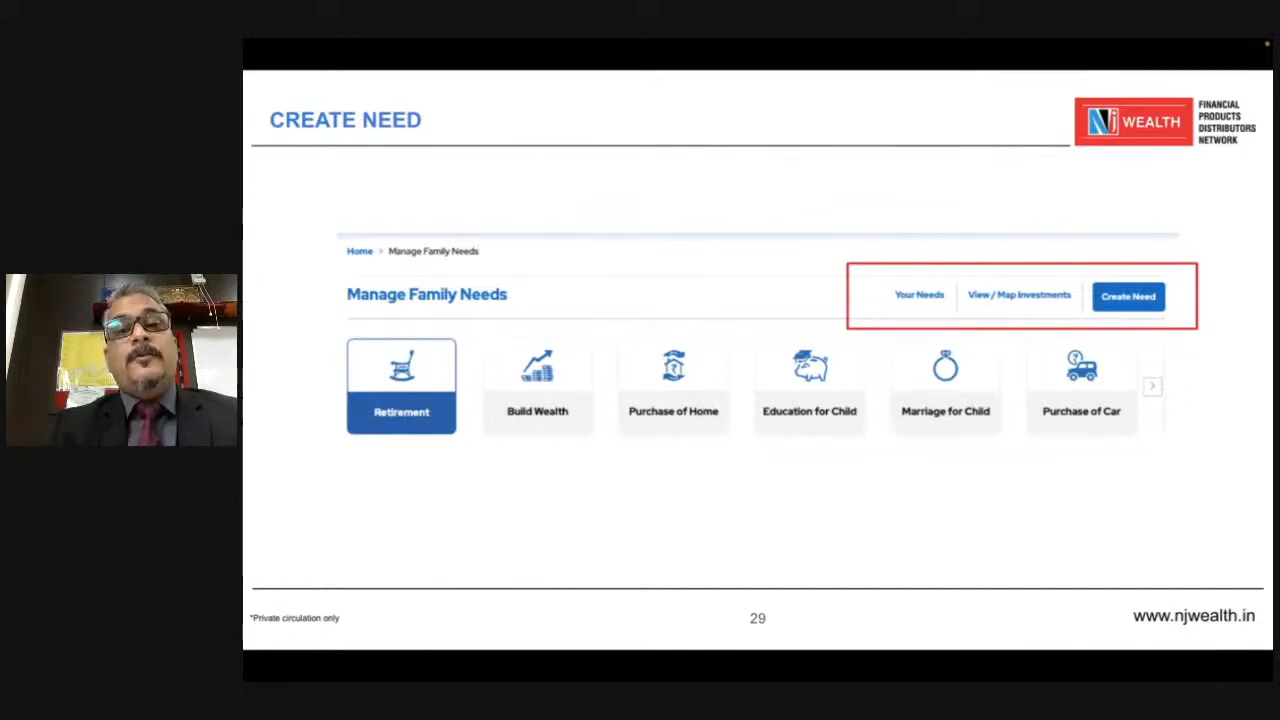 CREATE NEED
NJ WEALTH
FINANCIAL
PRODUCTS
DISTRIBUTORS
NETWORK
Home > Manage Family Needs
Manage Family Needs
Your Needs
View / Map Investments
Create Need
Retirement
Build Wealth
Purchase of Home
Education for Child
Marriage for Child
Purchase of Car
*Private circulation only
29
www.njwealth.in